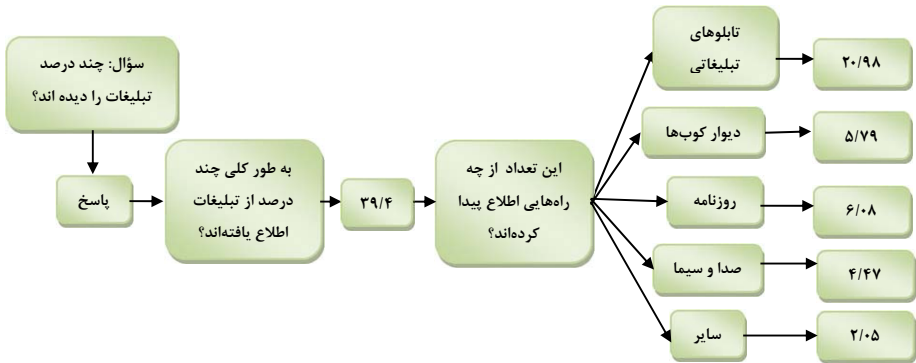 سؤال: چند درصد
تبلیغات را دیده اند؟
پاسخ
به طور کلی چند
درصد از تبلیغات
اطلاع یافته‌اند؟
۳۹/۴
این تعداد از چه
راه‌هایی اطلاع پیدا
کرده‌اند؟
تابلوهای
تبلیغاتی
۲۰/۹۸
دیوار کوب‌ها
۵/۷۹
روزنامه
۶/۰۸
صدا و سیما
۴/۴۷
سایر
۲/۰۵